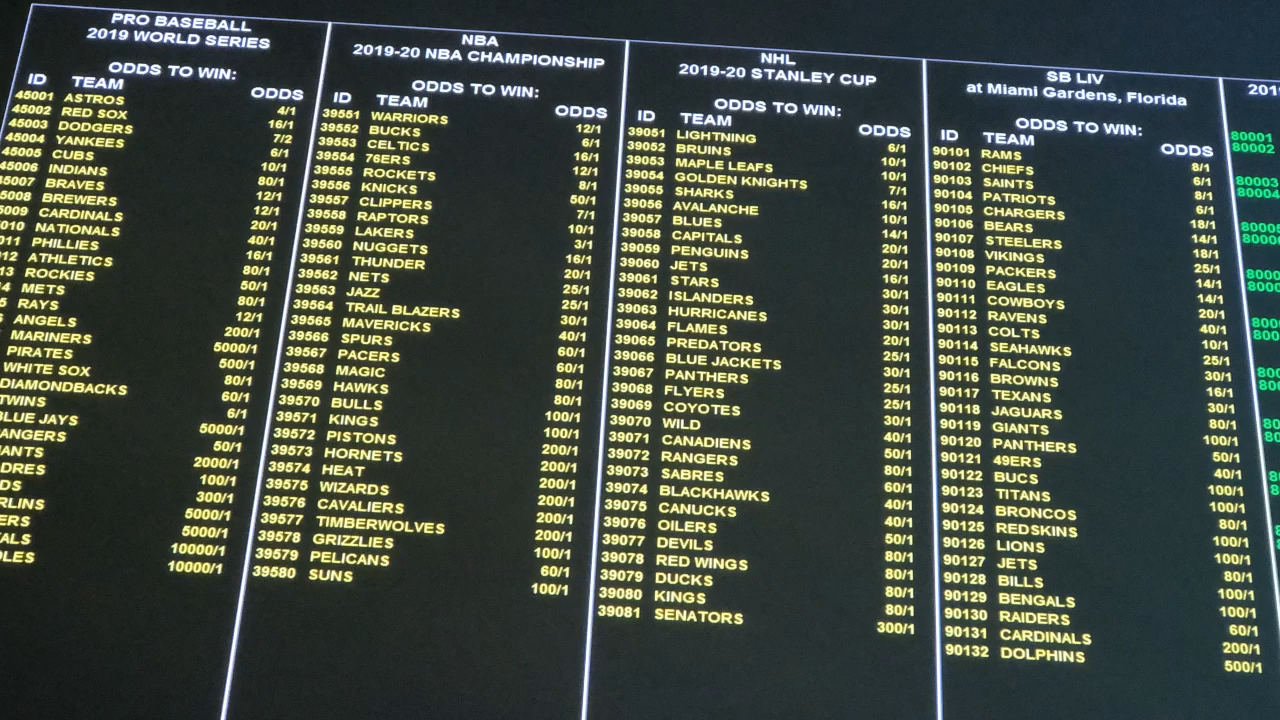 PRO BASEBALL
2019 WORLD SERIES
ODDS TO WIN:
ID TEAM ODDS
45001 ASTROS 4/1
45002 RED SOX 16/1
45003 DODGERS 7/2
45004 YANKEES 6/1
45005 CUBS 10/1
45006 INDIANS 80/1
5007 BRAVES 12/1
5008 BREWERS 12/1
5009 CARDINALS 20/1
010 NATIONALS 40/1
011 PHILLIES 16/1
12 ATHLETICS 80/1
13 ROCKIES 50/1
4 METS 80/1
5 RAYS 12/1
ANGELS 200/1
MARINERS 5000/1
PIRATES 500/1
WHITE SOX 80/1
DIAMONDBACKS 60/1
TWINS 6/1
BLUE JAYS 5000/1
ANGERS 50/1
ANTS 2000/1
DRES 100/1
DS 300/1
RLINS 5000/1
ERS 5000/1
ALS 10000/1
OLES 10000/1
NBA
2019-20 NBA CHAMPIONSHIP
ODDS TO WIN:
ID TEAM ODDS
39551 WARRIORS 12/1
39552 BUCKS 6/1
39553 CELTICS 16/1
39554 76ERS 12/1
39555 ROCKETS 8/1
39556 KNICKS 50/1
39557 CLIPPERS 7/1
39558 RAPTORS 10/1
39559 LAKERS 3/1
39560 NUGGETS 16/1
39561 THUNDER 20/1
39562 NETS 25/1
39563 JAZZ 25/1
39564 TRAIL BLAZERS 30/1
39565 MAVERICKS 40/1
39566 SPURS 60/1
39567 PACERS 60/1
39568 MAGIC 80/1
39569 HAWKS 80/1
39570 BULLS 100/1
39571 KINGS 100/1
39572 PISTONS 200/1
39573 HORNETS 200/1
39574 HEAT 200/1
39575 WIZARDS 200/1
39576 CAVALIERS 200/1
39577 TIMBERWOLVES 200/1
39578 GRIZZLIES 100/1
39579 PELICANS 60/1
39580 SUNS 100/1
NHL
2019-20 STANLEY CUP
ODDS TO WIN:
ID TEAM ODDS
39051 LIGHTNING 6/1
39052 BRUINS 10/1
39053 MAPLE LEAFS 10/1
39054 GOLDEN KNIGHTS 7/1
39055 SHARKS 16/1
39056 AVALANCHE 10/1
39057 BLUES 14/1
39058 CAPITALS 20/1
39059 PENGUINS 20/1
39060 JETS 16/1
39061 STARS 30/1
39062 ISLANDERS 30/1
39063 HURRICANES 30/1
39064 FLAMES 20/1
39065 PREDATORS 25/1
39066 BLUE JACKETS 30/1
39067 PANTHERS 25/1
39068 FLYERS 25/1
39069 COYOTES 30/1
39070 WILD 40/1
39071 CANADIENS 50/1
39072 RANGERS 80/1
39073 SABRES 60/1
39074 BLACKHAWKS 40/1
39075 CANUCKS 40/1
39076 OILERS 50/1
39077 DEVILS 80/1
39078 RED WINGS 80/1
39079 DUCKS 80/1
39080 KINGS 80/1
39081 SENATORS 300/1
SB LIV
at Miami Gardens, Florida
ODDS TO WIN:
ID TEAM ODDS
90101 RAMS 8/1
90102 CHIEFS 6/1
90103 SAINTS 8/1
90104 PATRIOTS 6/1
90105 CHARGERS 18/1
90106 BEARS 14/1
90107 STEELERS 18/1
90108 VIKINGS 25/1
90109 PACKERS 14/1
90110 EAGLES 14/1
90111 COWBOYS 20/1
90112 RAVENS 40/1
90113 COLTS 10/1
90114 SEAHAWKS 25/1
90115 FALCONS 30/1
90116 BROWNS 16/1
90117 TEXANS 30/1
90118 JAGUARS 80/1
90119 GIANTS 100/1
90120 PANTHERS 50/1
90121 49ERS 40/1
90122 BUCS 100/1
90123 TITANS 100/1
90124 BRONCOS 80/1
90125 REDSKINS 100/1
90126 LIONS 100/1
90127 JETS 80/1
90128 BILLS 100/1
90129 BENGALS 100/1
90130 RAIDERS 60/1
90131 CARDINALS 200/1
90132 DOLPHINS 500/1
2019
80001
80002
80003
80004